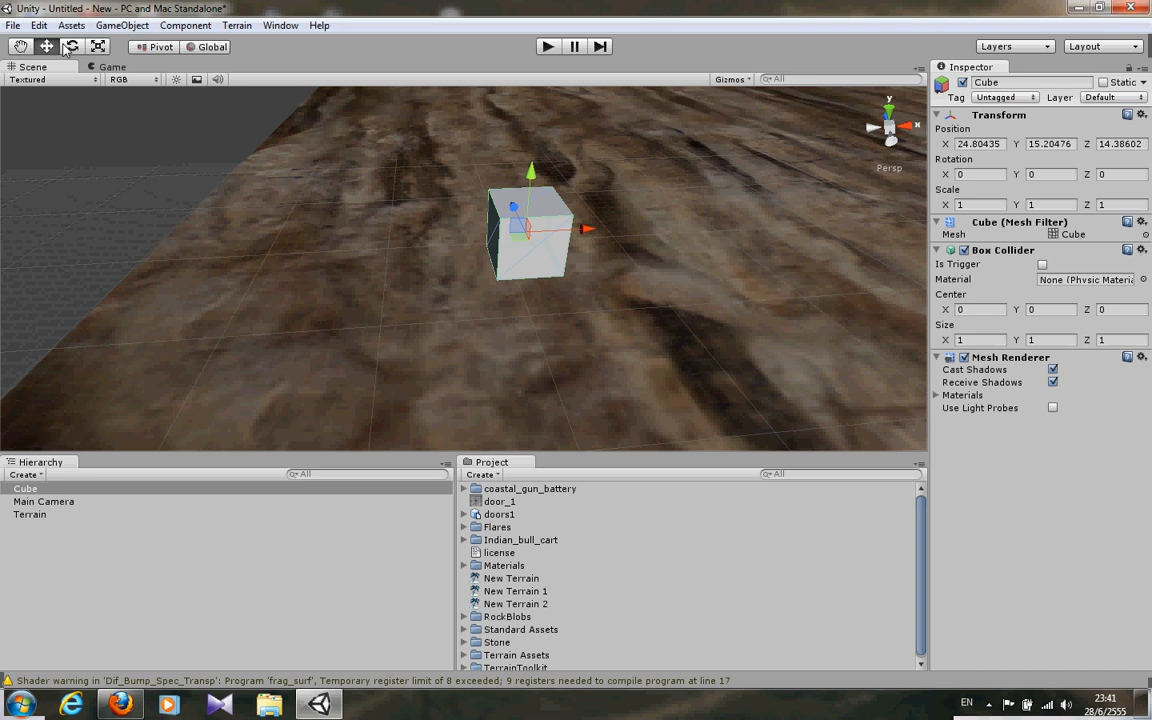 Unity - Untitled - New - PC and Mac Standalone*
File Edit Assets GameObject Component Terrain Window Help
Pivot Global Layers Layout
Scene Game Inspector
Textured RGB Gizmos All
Cube Static
Tag Untagged Layer Default
Transform
Position
X 24.80435 Y 15.20476 Z 14.38602
Rotation
X 0 Y 0 Z 0
Scale
X 1 Y 1 Z 1
y
x
Persp
Cube (Mesh Filter)
Mesh Cube
Box Collider
Is Trigger
Material None (Physic Materia
Center
X 0 Y 0 Z 0
Size
X 1 Y 1 Z 1
Mesh Renderer
Cast Shadows
Receive Shadows
Materials
Use Light Probes
Hierarchy
Create All
Cube
Main Camera
Terrain
Project
Create All
coastal_gun_battery
door_1
doors1
Flares
Indian_bull_cart
license
Materials
New Terrain
New Terrain 1
New Terrain 2
RockBlobs
Standard Assets
Stone
Terrain Assets
TerrainToolkit
Shader warning in 'Dif_Bump_Spec_Transp': Program 'frag_surf', Temporary register limit of 8 exceeded; 9 registers needed to compile program at line 17
EN
23:41
28/6/2555